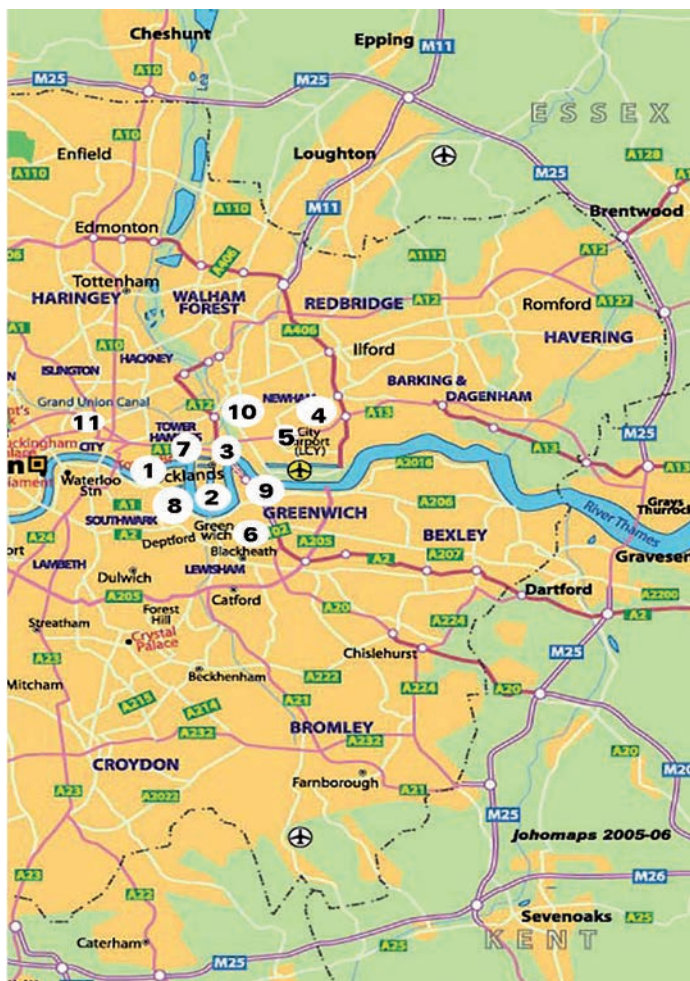 Cheshunt
Epping
M11
A10
M25
M25
M25
Lea
ESSEX
A10
Enfield
Loughton
A128
A110
A110
M25
M11
Brentwood
A110
Edmonton
A12
A406
A1112
Tottenham
A10
HARINGEY
WALHAM
FOREST
REDBRIDGE
A12
Romford
A127
A1
A406
HAVERING
A10
Ilford
ISLINGTON
HACKNEY
BARKING &
DAGENHAM
Grand Union Canal
NEWHAM
A12
10
4
A13
11
TOWER
5
City
CITY
7
3
(LCY)
A13
1
A2016
A13
Waterloo
Stn
2
9
A206
Grays
Thurrock
A1
8
GREENWICH
SOUTHWARK
6
River Thames
A2
Deptford
A205
BEXLEY
A24
Blackheath
A2
A207
LAMBETH
LEWISHAM
Dulwich
Dartford
A205
Catford
A20
A2200
A2
Forest
Hill
A224
Streatham
Crystal
Palace
M25
A23
Chislehurst
Mitcham
A222
Beckhenham
A224
A20
A215
A214
A21
A232
BROMLEY
A232
A20
CROYDON
M20
Farnborough
A21
A23
A2022
M25
johomaps 2005-06
A23
M26
A22
Sevenoaks
A25
Caterham
A25
KENT
M25